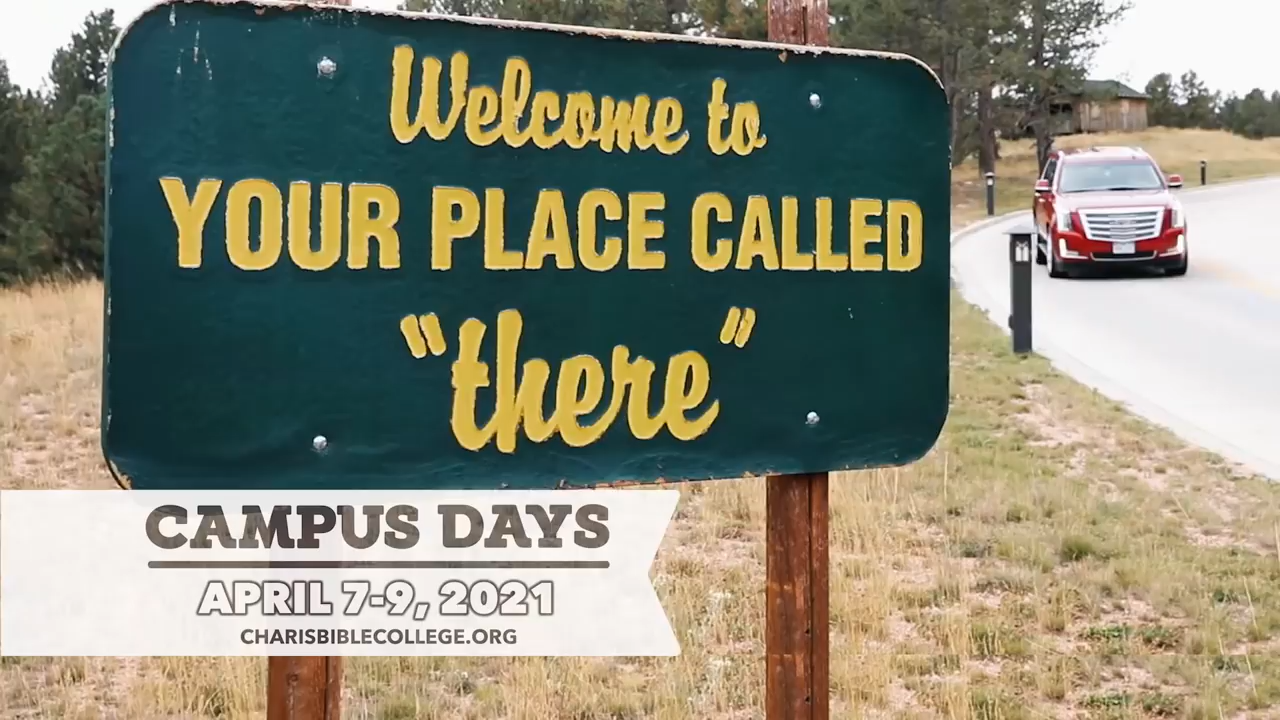 Welcome to
YOUR PLACE CALLED
"there"
CAMPUS DAYS
APRIL 7-9, 2021
CHARISBIBLECOLLEGE.ORG